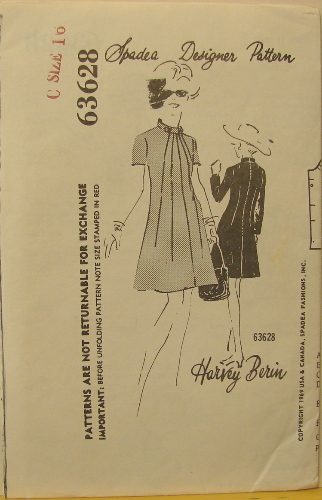 C SIZE 16
63628
Spadea Designer Pattern
PATTERNS ARE NOT RETURNABLE FOR EXCHANGE
IMPORTANT: BEFORE UNFOLDING PATTERN NOTE SIZE STAMPED IN RED
63628
Harvey Berin
COPYRIGHT 1969 USA & CANADA, SPADEA FASHIONS, INC.